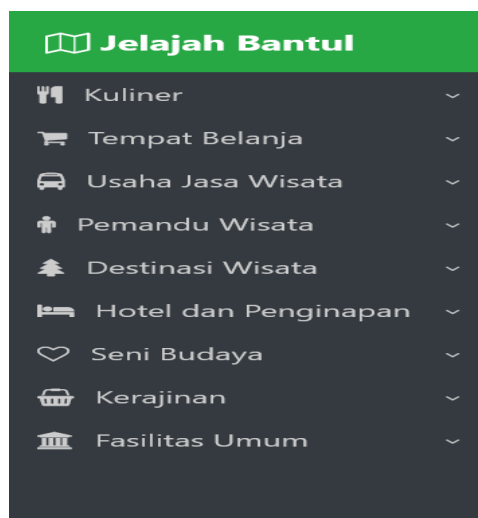 Jelajah Bantul
Kuliner
Tempat Belanja
Usaha Jasa Wisata
Pemandu Wisata
Destinasi Wisata
Hotel dan Penginapan
Seni Budaya
Kerajinan
Fasilitas Umum